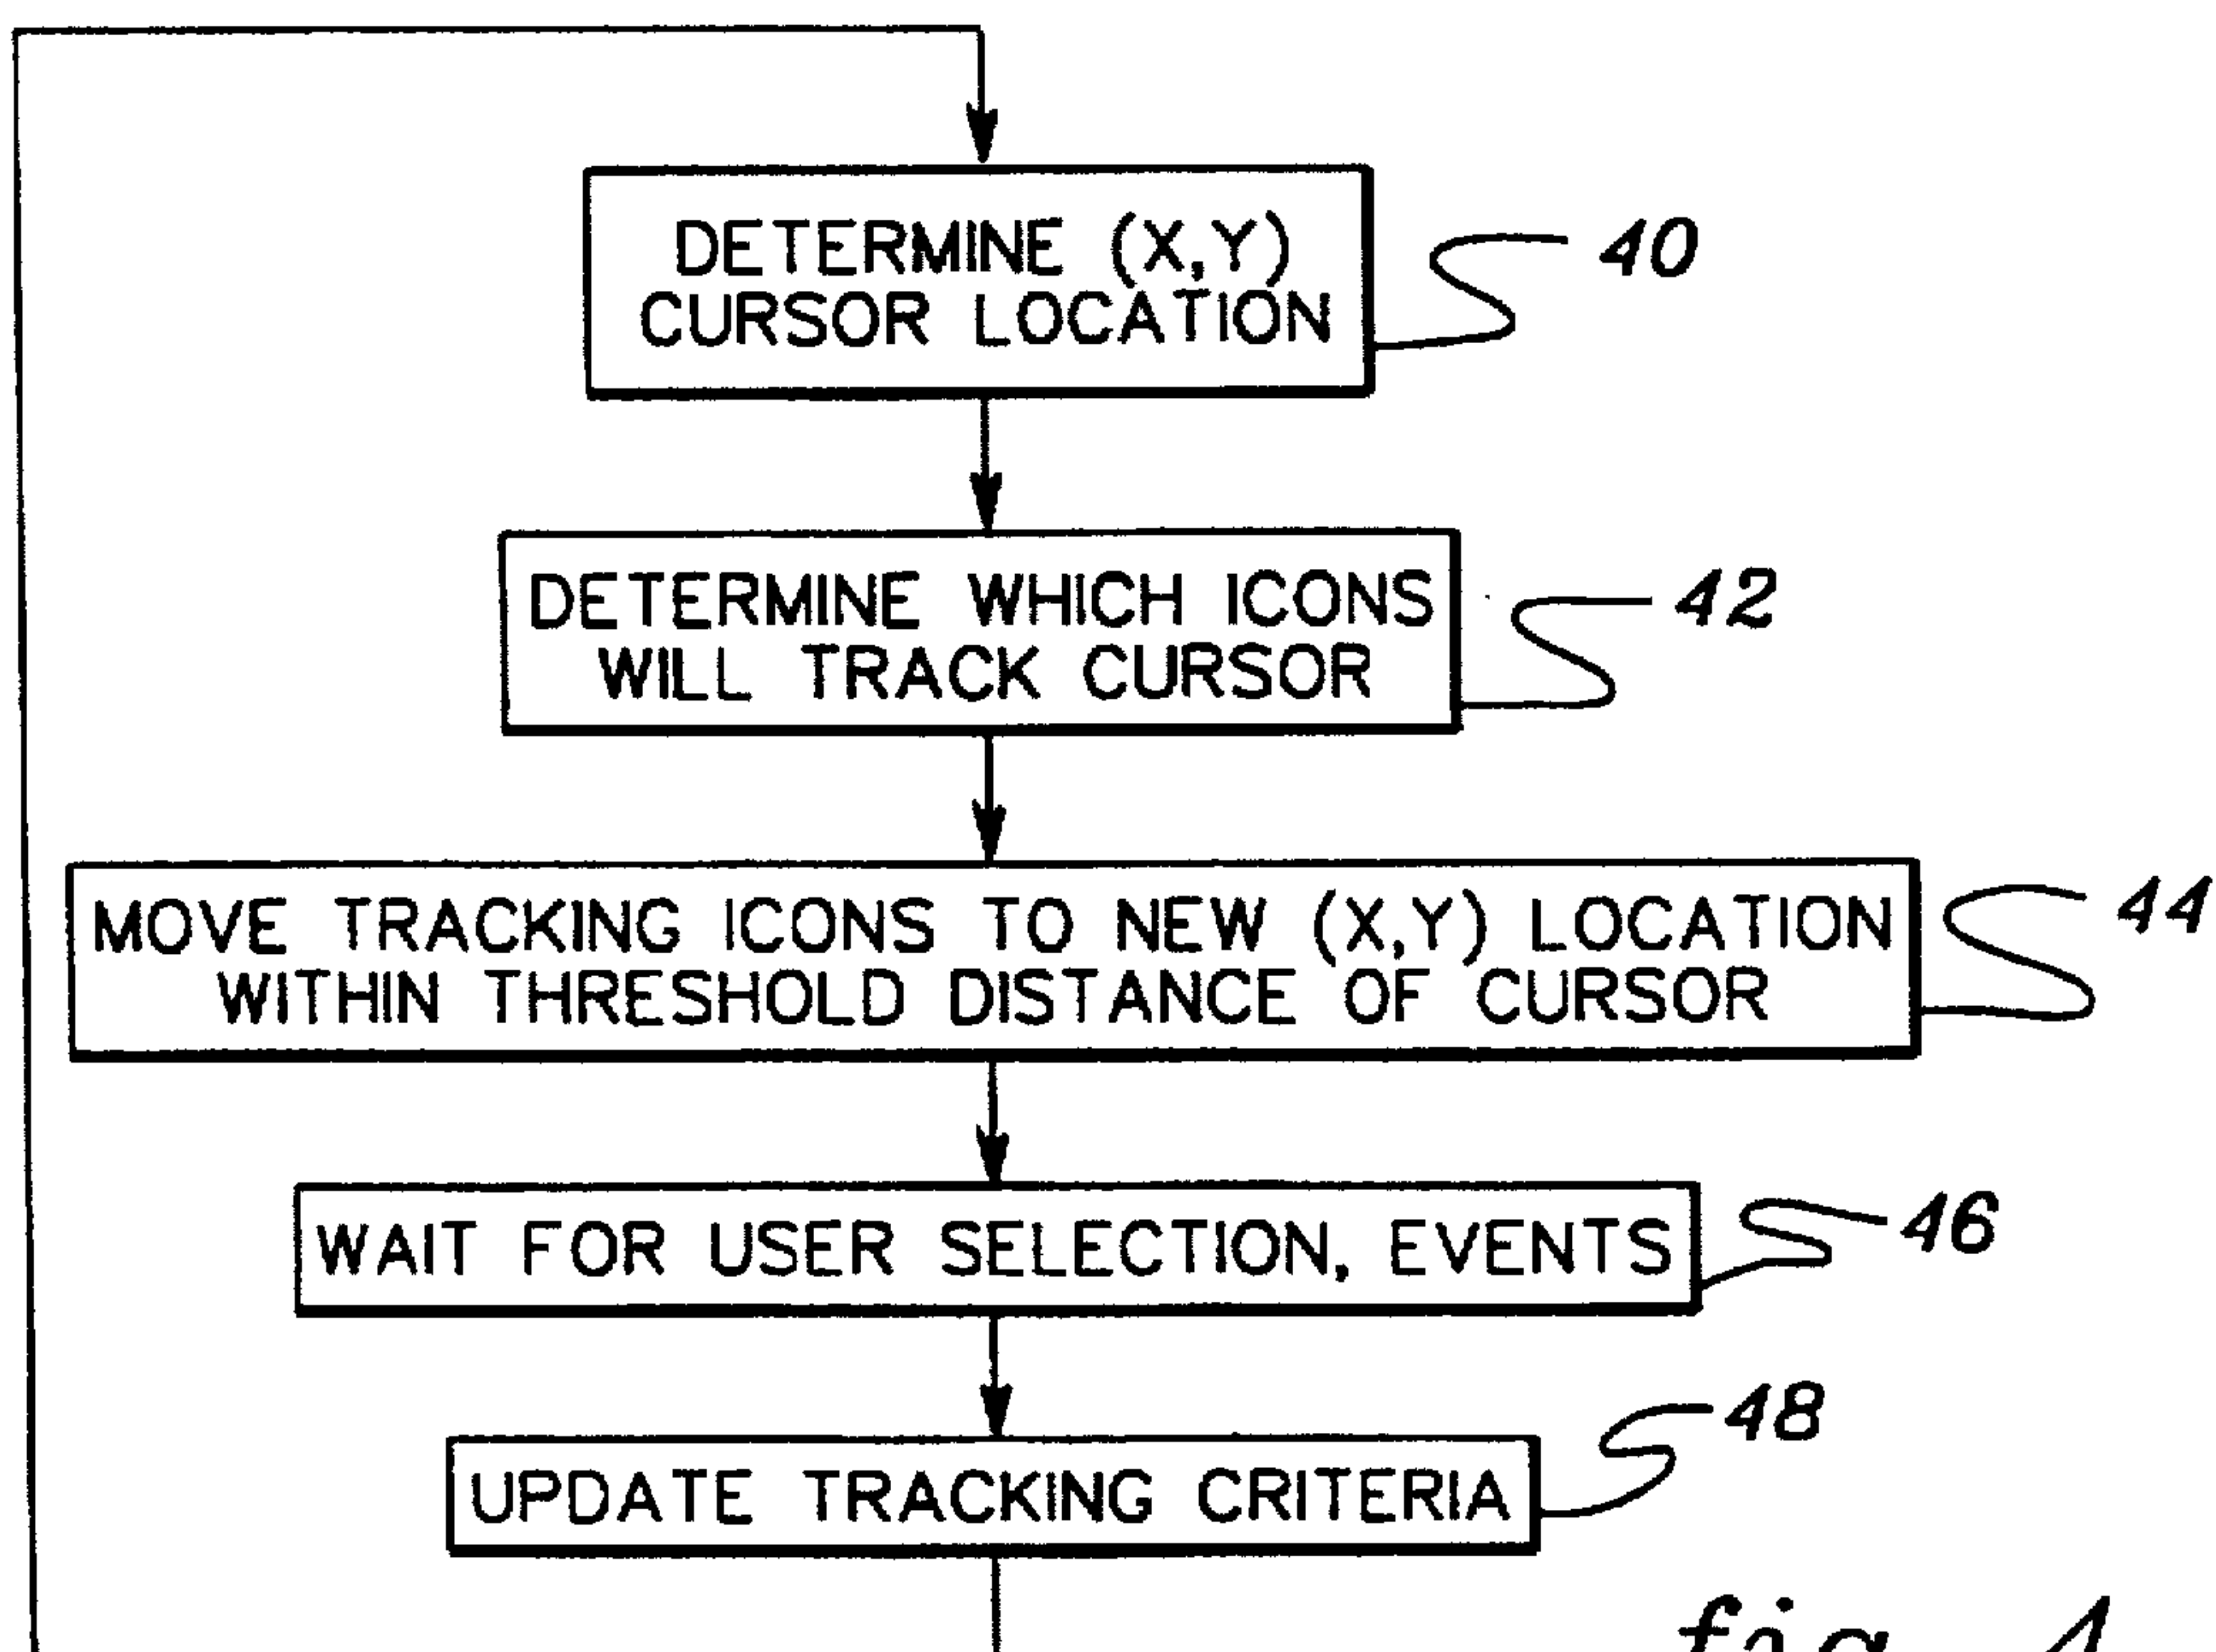 DETERMINE (X,Y)
CURSOR LOCATION
40
DETERMINE WHICH ICONS
WILL TRACK CURSOR
42
MOVE TRACKING ICONS TO NEW (X,Y) LOCATION
WITHIN THRESHOLD DISTANCE OF CURSOR
44
WAIT FOR USER SELECTION, EVENTS
46
UPDATE TRACKING CRITERIA
48
fig.